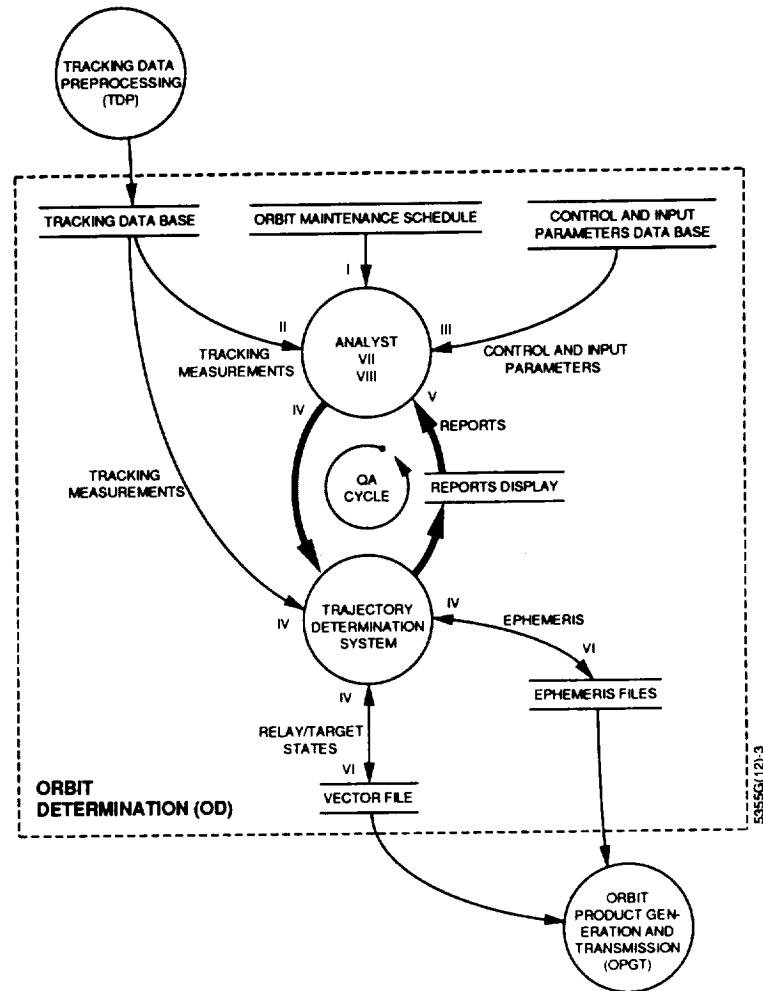 TRACKING DATA
PREPROCESSING
(TDP)
TRACKING DATA BASE
ORBIT MAINTENANCE SCHEDULE
CONTROL AND INPUT
PARAMETERS DATA BASE
I
II
III
TRACKING
MEASUREMENTS
ANALYST
VII
VIII
CONTROL AND INPUT
PARAMETERS
IV
V
REPORTS
TRACKING
MEASUREMENTS
QA
CYCLE
REPORTS DISPLAY
IV
TRAJECTORY
DETERMINATION
SYSTEM
IV
EPHEMERIS
VI
EPHEMERIS FILES
IV
RELAY/TARGET
STATES
VI
VECTOR FILE
ORBIT
DETERMINATION (OD)
5355G(12)-3
ORBIT
PRODUCT GEN-
ERATION AND
TRANSMISSION
(OPGT)